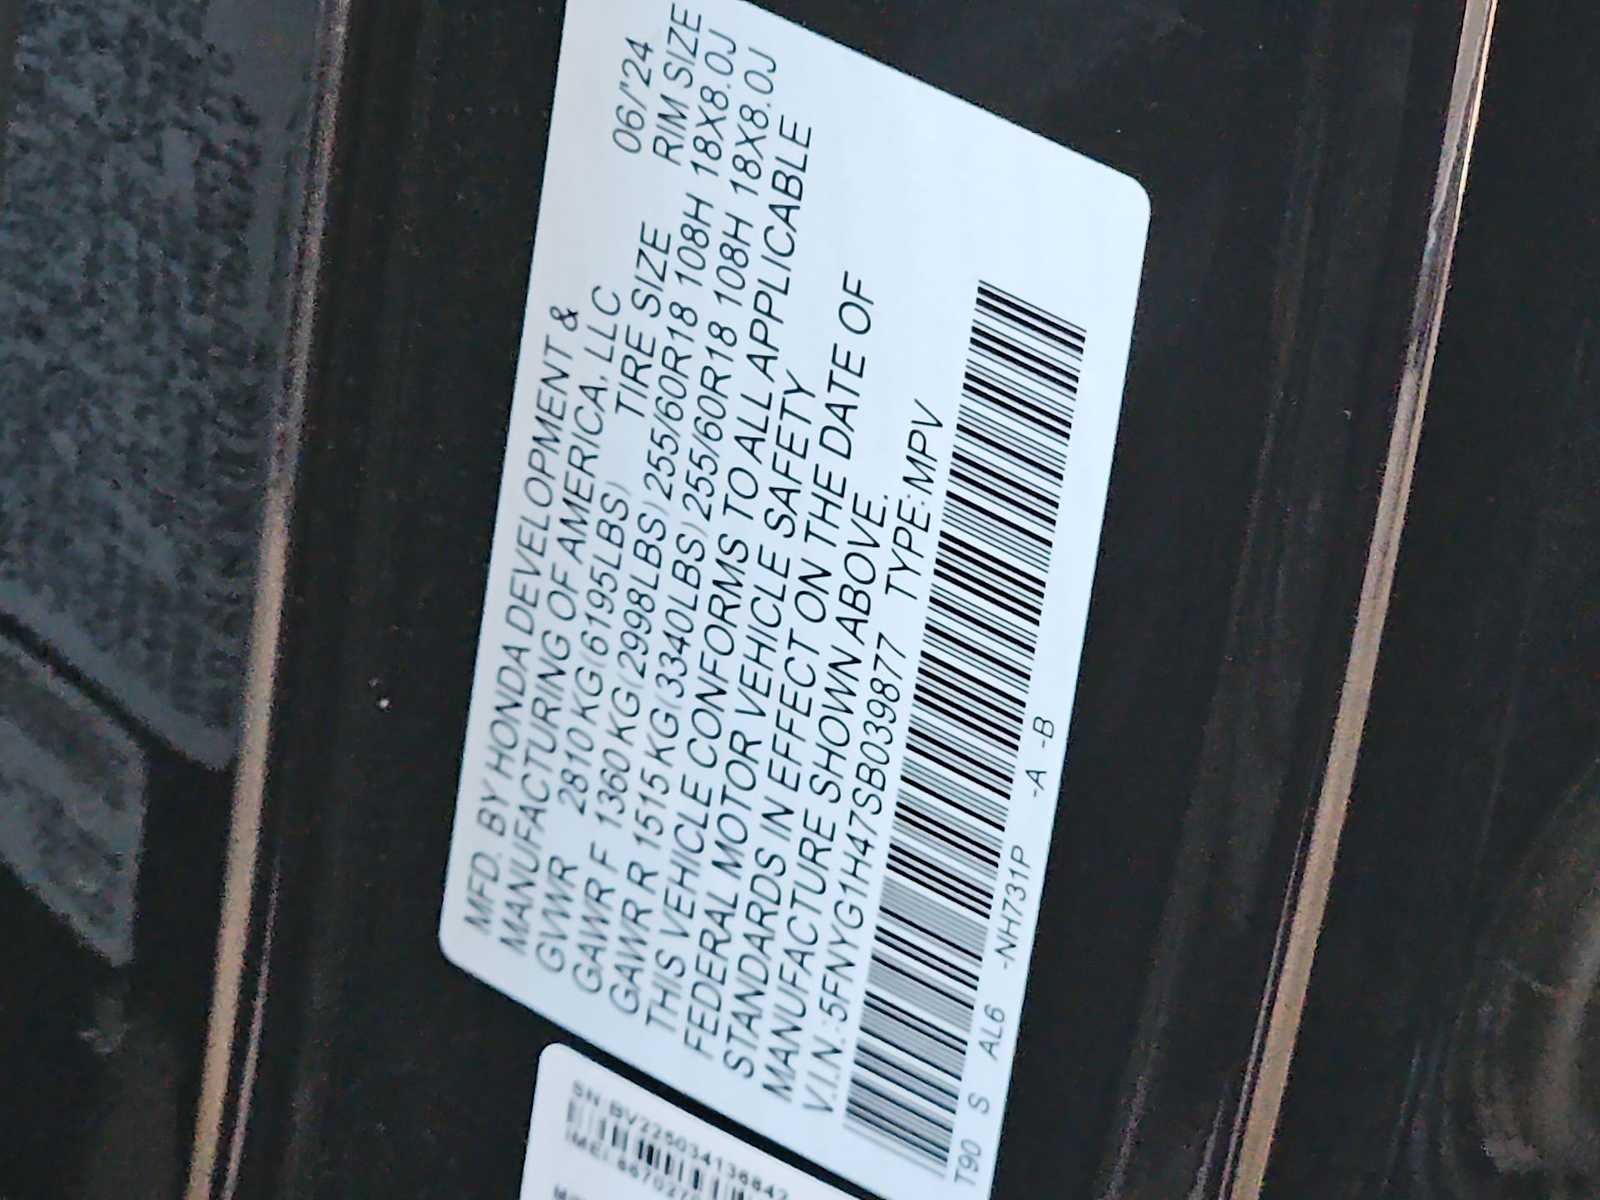 MFD. BY HONDA DEVELOPMENT &
MANUFACTURING OF AMERICA, LLC 06/'24
GVWR 2810 KG (6195LBS) TIRE SIZE RIM SIZE
GAWR F 1360 KG (2998LBS) 255/60R18 108H 18X8.0J
GAWR R 1515 KG (3340LBS) 255/60R18 108H 18X8.0J
THIS VEHICLE CONFORMS TO ALL APPLICABLE
FEDERAL MOTOR VEHICLE SAFETY
STANDARDS IN EFFECT ON THE DATE OF
MANUFACTURE SHOWN ABOVE.
V.I.N.:5FNYG1H47SB039877 TYPE:MPV
T90 S AL6 -NH731P -A -B
SN:BV225034136842
IMEI: